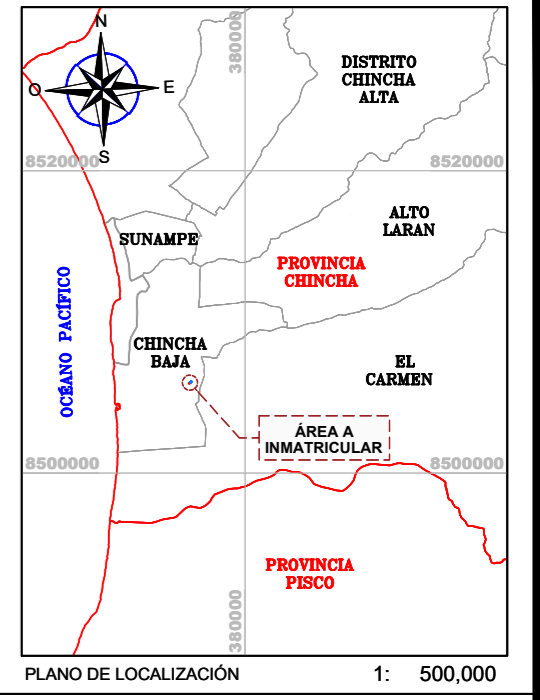 N
O
E
S
380000
DISTRITO
CHINCHA
ALTA
8520000
8520000
ALTO
LARAN
SUNAMPE
PROVINCIA
CHINCHA
OCÉANO PACÍFICO
CHINCHA
BAJA
EL
CARMEN
ÁREA A
INMATRICULAR
8500000
8500000
PROVINCIA
PISCO
380000
PLANO DE LOCALIZACIÓN 1: 500,000